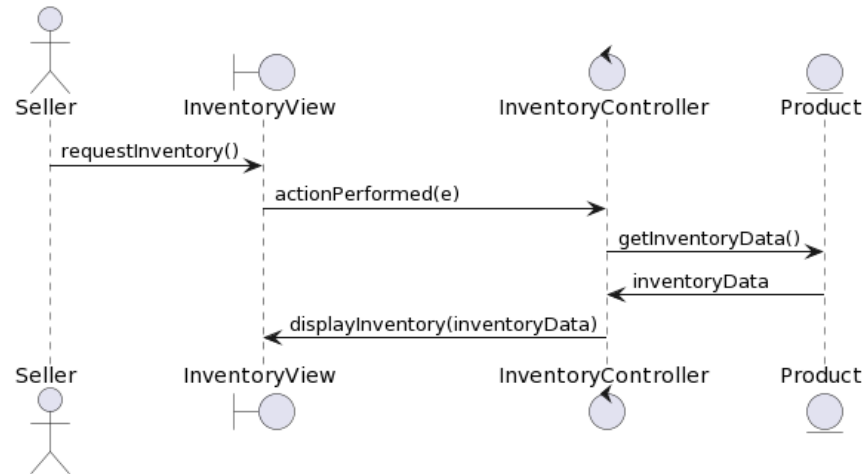 Seller
InventoryView
InventoryController
Product
requestInventory()
actionPerformed(e)
getInventoryData()
inventoryData
displayInventory(inventoryData)
Seller
InventoryView
InventoryController
Product